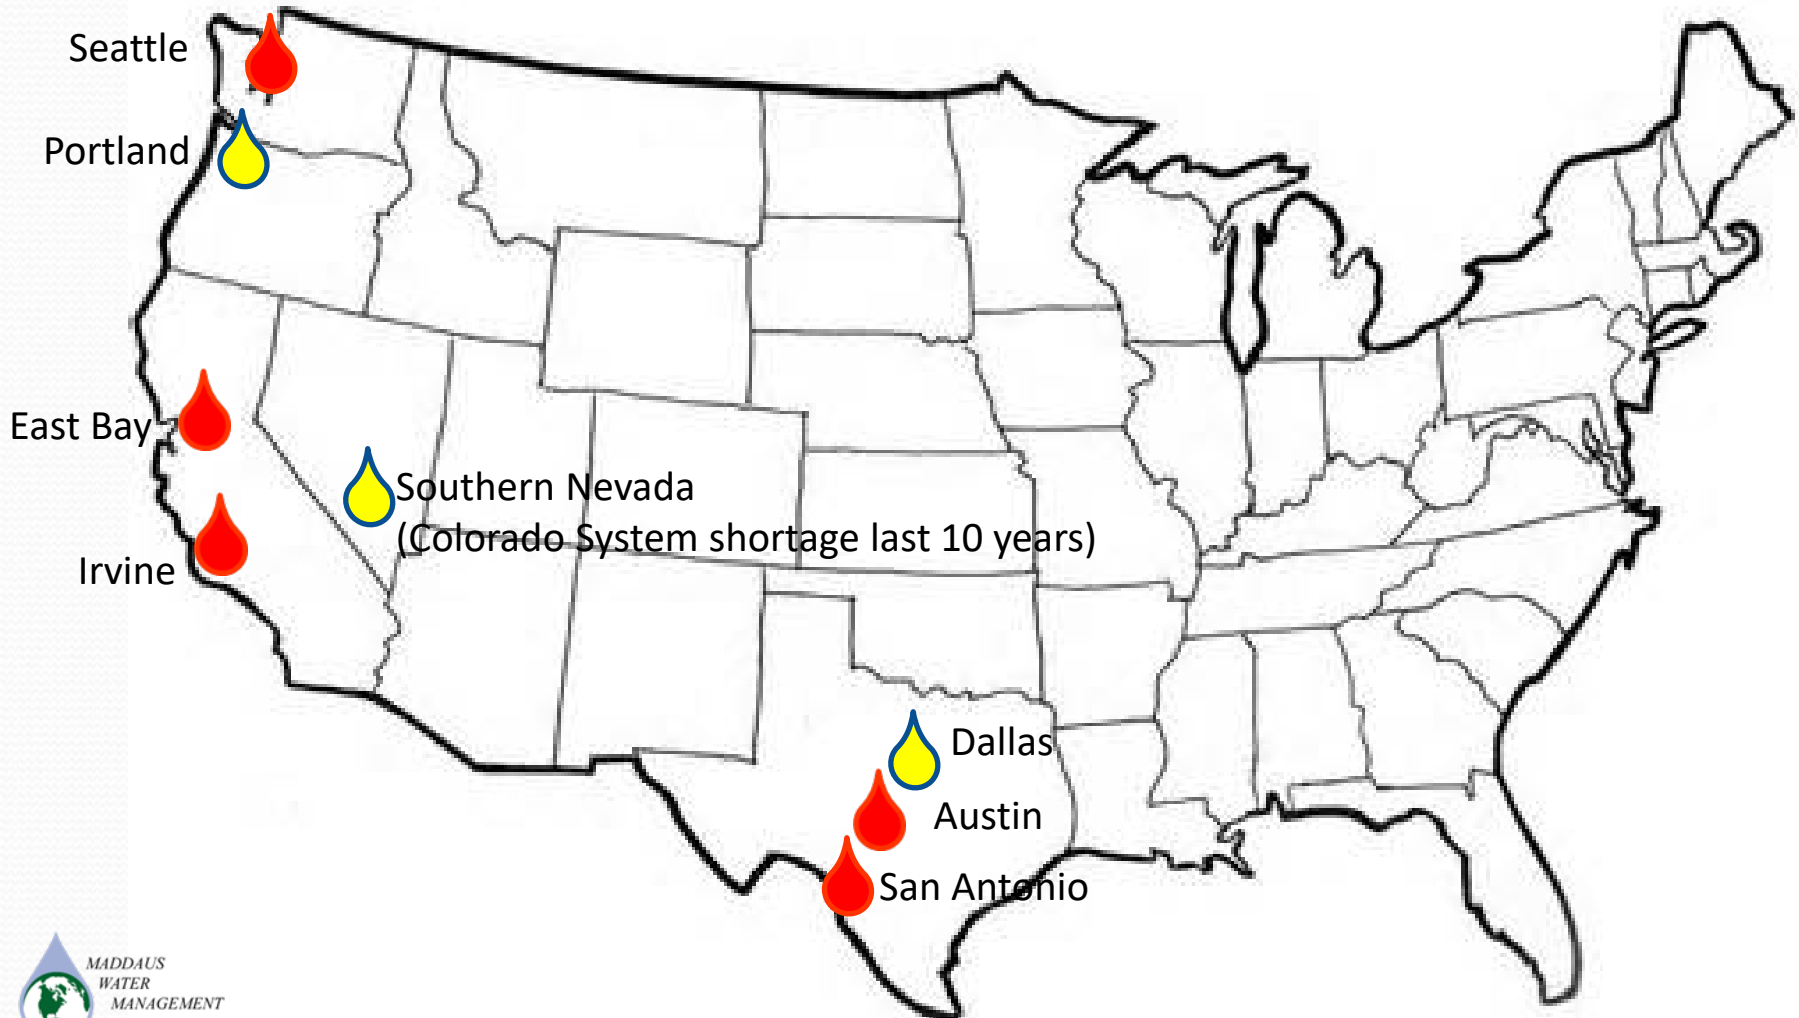 Seattle
Portland
East Bay
Southern Nevada
(Colorado System shortage last 10 years)
Irvine
Dallas
Austin
San Antonio
MADDAUS
WATER
MANAGEMENT